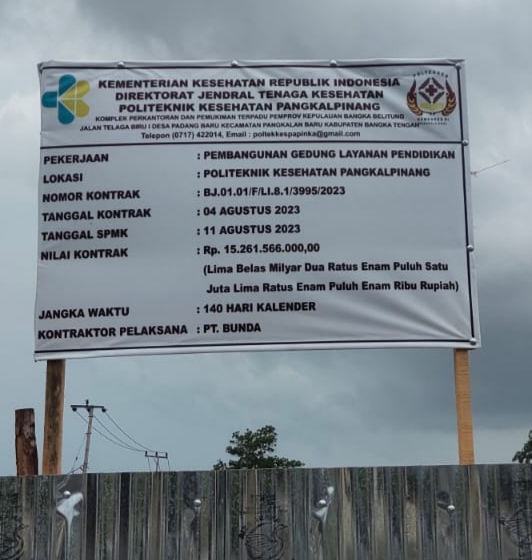 KEMENTERIAN KESEHATAN REPUBLIK INDONESIA
DIREKTORAT JENDRAL TENAGA KESEHATAN
POLITEKNIK KESEHATAN PANGKALPINANG
KOMPLEK PERKANTORAN DAN PEMUKIMAN TERPADU PEMPROV KEPULAUAN BANGKA BELITUNG
JALAN TELAGA BIRU I DESA PADANG BARU KECAMATAN PANGKALAN BARU KABUPATEN BANGKA TENGAH
Telepon (0717) 422014, Email : poltekkespapinka@gmail.com
PEKERJAAN : PEMBANGUNAN GEDUNG LAYANAN PENDIDIKAN
LOKASI : POLITEKNIK KESEHATAN PANGKALPINANG
NOMOR KONTRAK : BJ.01.01/F/LI.8.1/3995/2023
TANGGAL KONTRAK : 04 AGUSTUS 2023
TANGGAL SPMK : 11 AGUSTUS 2023
NILAI KONTRAK : Rp. 15.261.566.000,00
(Lima Belas Milyar Dua Ratus Enam Puluh Satu
Juta Lima Ratus Enam Puluh Enam Ribu Rupiah)
JANGKA WAKTU : 140 HARI KALENDER
KONTRAKTOR PELAKSANA : PT. BUNDA